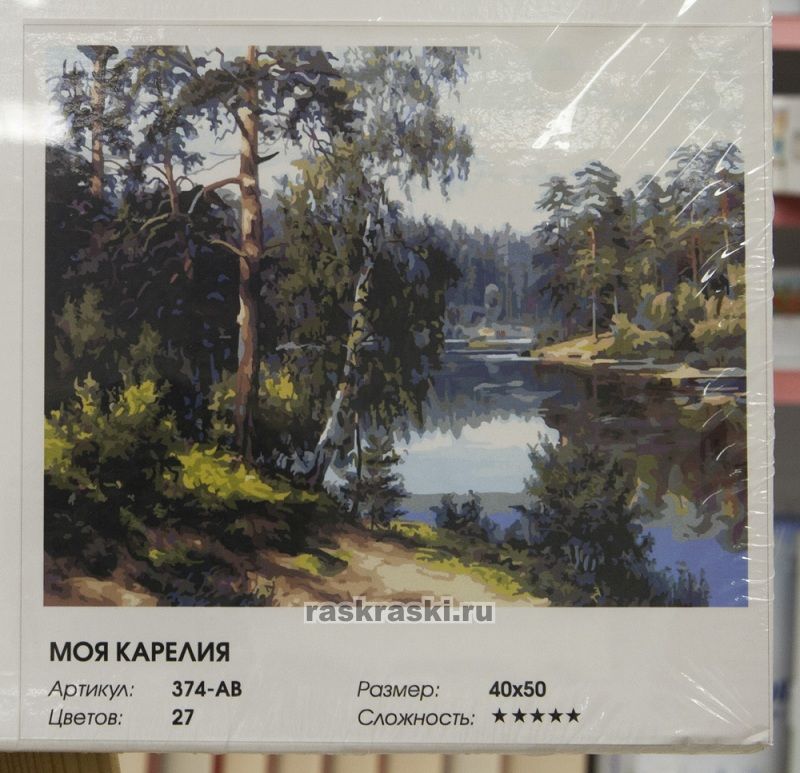 raskraski.ru
МОЯ КАРЕЛИЯ
Артикул: 374-АВ Размер: 40x50
Цветов: 27 Сложность: ★★★★★